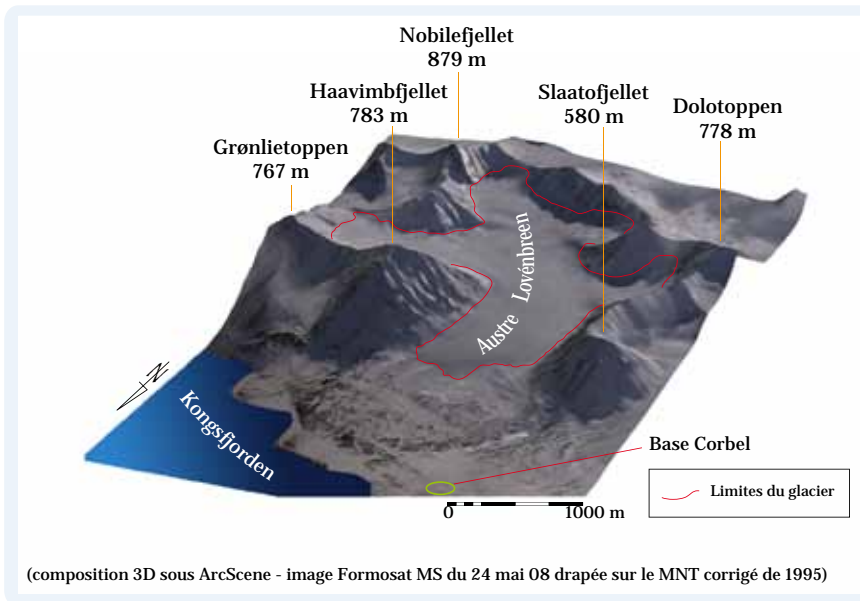 Nobilefjellet
879 m
Haavimbfjellet
783 m
Slaatofjellet
580 m
Dolotoppen
778 m
Grønlietoppen
767 m
Austre Lovénbreen
N
Kongsfjorden
Base Corbel
0 1000 m
Limites du glacier
(composition 3D sous ArcScene - image Formosat MS du 24 mai 08 drapée sur le MNT corrigé de 1995)